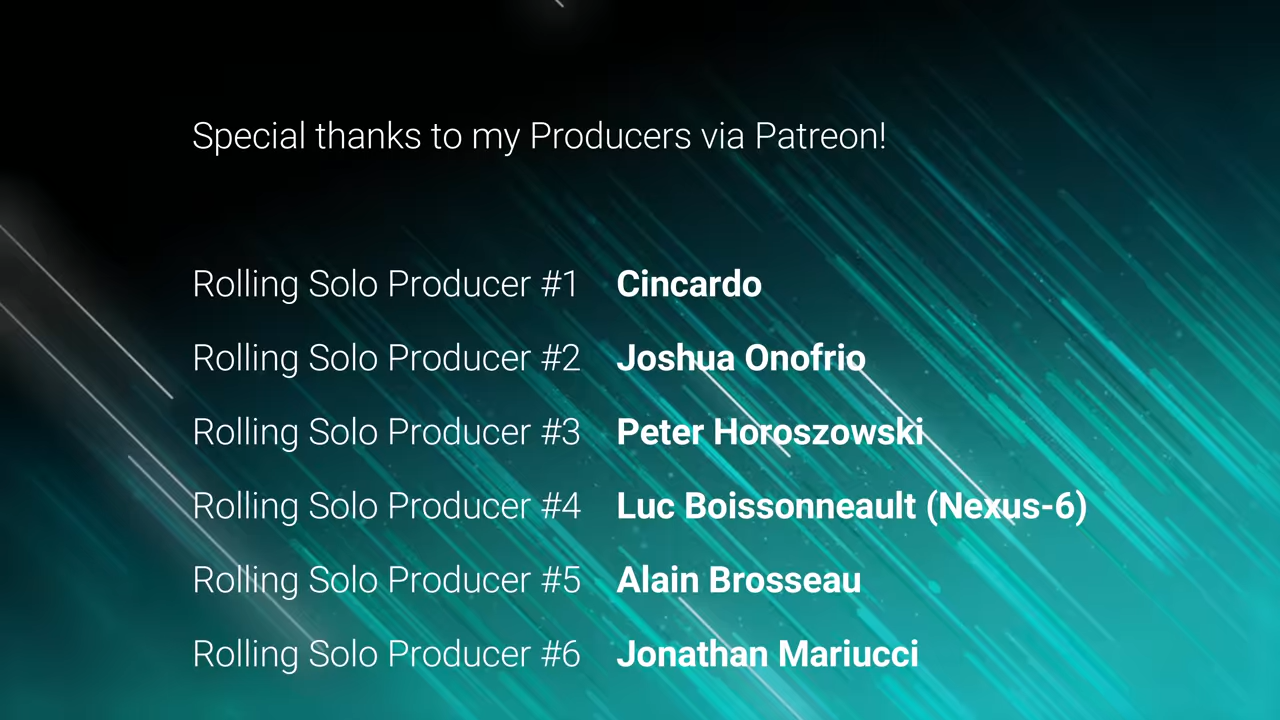 Special thanks to my Producers via Patreon!
Rolling Solo Producer #1 Cincardo
Rolling Solo Producer #2 Joshua Onofrio
Rolling Solo Producer #3 Peter Horoszowski
Rolling Solo Producer #4 Luc Boissonneault (Nexus-6)
Rolling Solo Producer #5 Alain Brosseau
Rolling Solo Producer #6 Jonathan Mariucci